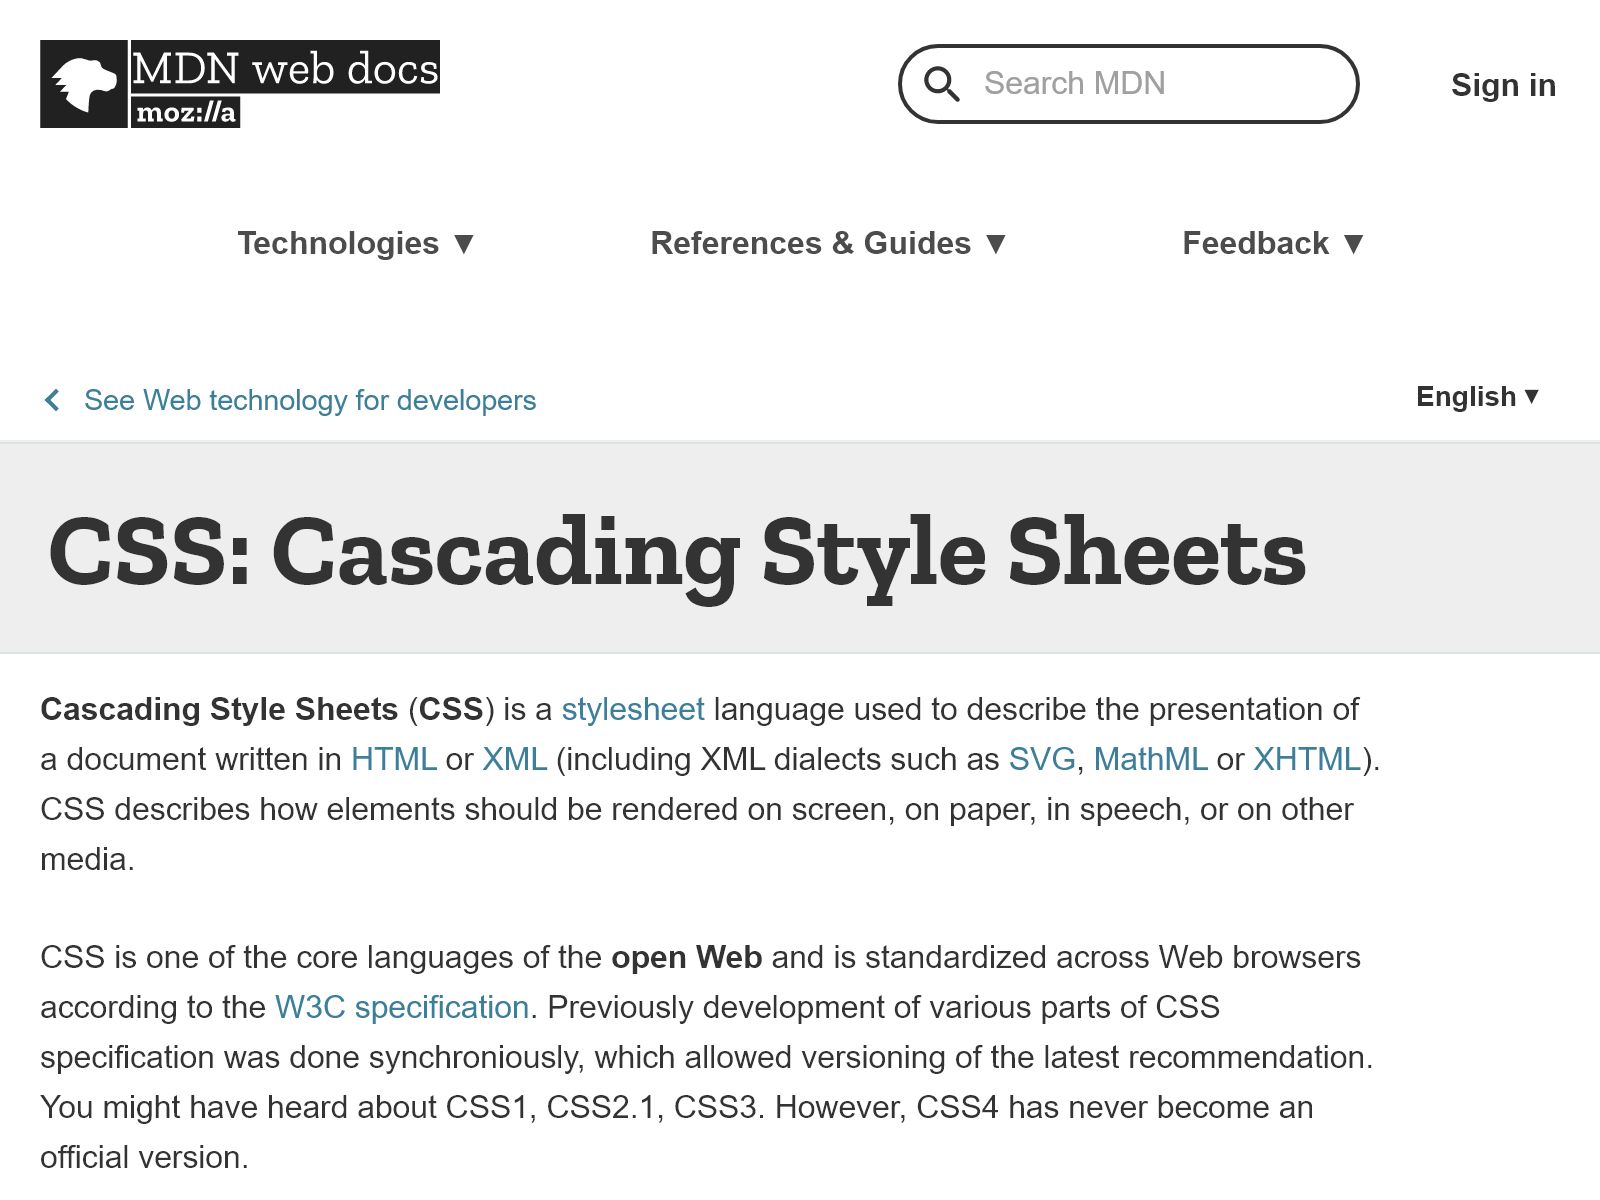 MDN web docs
moz://a
Search MDN
Sign in
Technologies ▼
References & Guides ▼
Feedback ▼
See Web technology for developers
English ▼
CSS: Cascading Style Sheets
Cascading Style Sheets (CSS) is a stylesheet language used to describe the presentation of
a document written in HTML or XML (including XML dialects such as SVG, MathML or XHTML).
CSS describes how elements should be rendered on screen, on paper, in speech, or on other
media.
CSS is one of the core languages of the open Web and is standardized across Web browsers
according to the W3C specification. Previously development of various parts of CSS
specification was done synchroniously, which allowed versioning of the latest recommendation.
You might have heard about CSS1, CSS2.1, CSS3. However, CSS4 has never become an
official version.